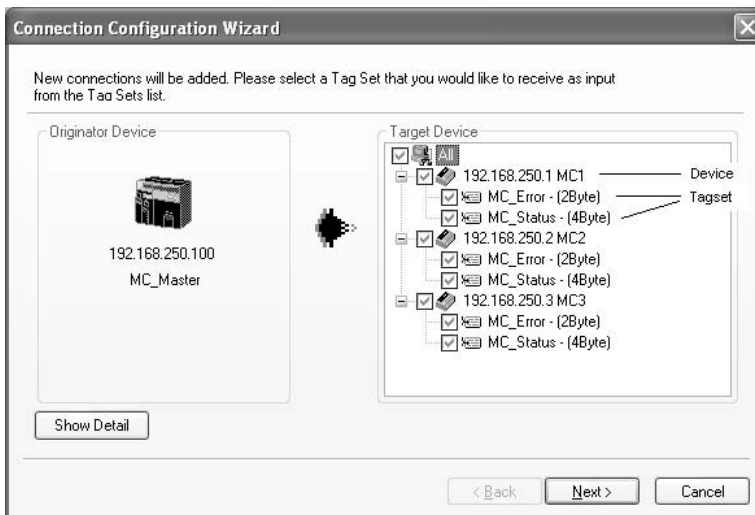 Connection Configuration Wizard
New connections will be added. Please select a Tag Set that you would like to receive as input
from the Tag Sets list.
Originator Device
192.168.250.100
MC_Master
Target Device
All
192.168.250.1 MC1
Device
MC_Error - (2Byte)
Tagset
MC_Status - (4Byte)
192.168.250.2 MC2
MC_Error - (2Byte)
MC_Status - (4Byte)
192.168.250.3 MC3
MC_Error - (2Byte)
MC_Status - (4Byte)
Show Detail
< Back
Next >
Cancel